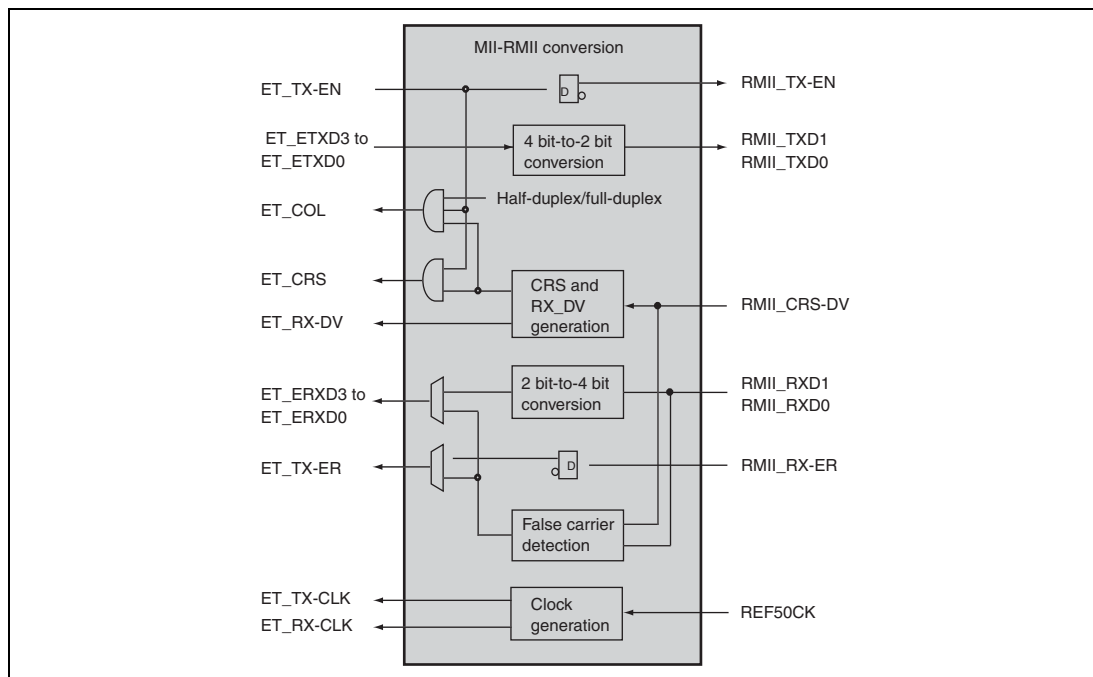 MII-RMII conversion
ET_TX-EN
D
RMII_TX-EN
ET_ETXD3 to
ET_ETXD0
4 bit-to-2 bit
conversion
RMII_TXD1
RMII_TXD0
ET_COL
Half-duplex/full-duplex
ET_CRS
CRS and
RX_DV
generation
RMII_CRS-DV
ET_RX-DV
ET_ERXD3 to
ET_ERXD0
2 bit-to-4 bit
conversion
RMII_RXD1
RMII_RXD0
ET_TX-ER
D
RMII_RX-ER
False carrier
detection
ET_TX-CLK
ET_RX-CLK
Clock
generation
REF50CK